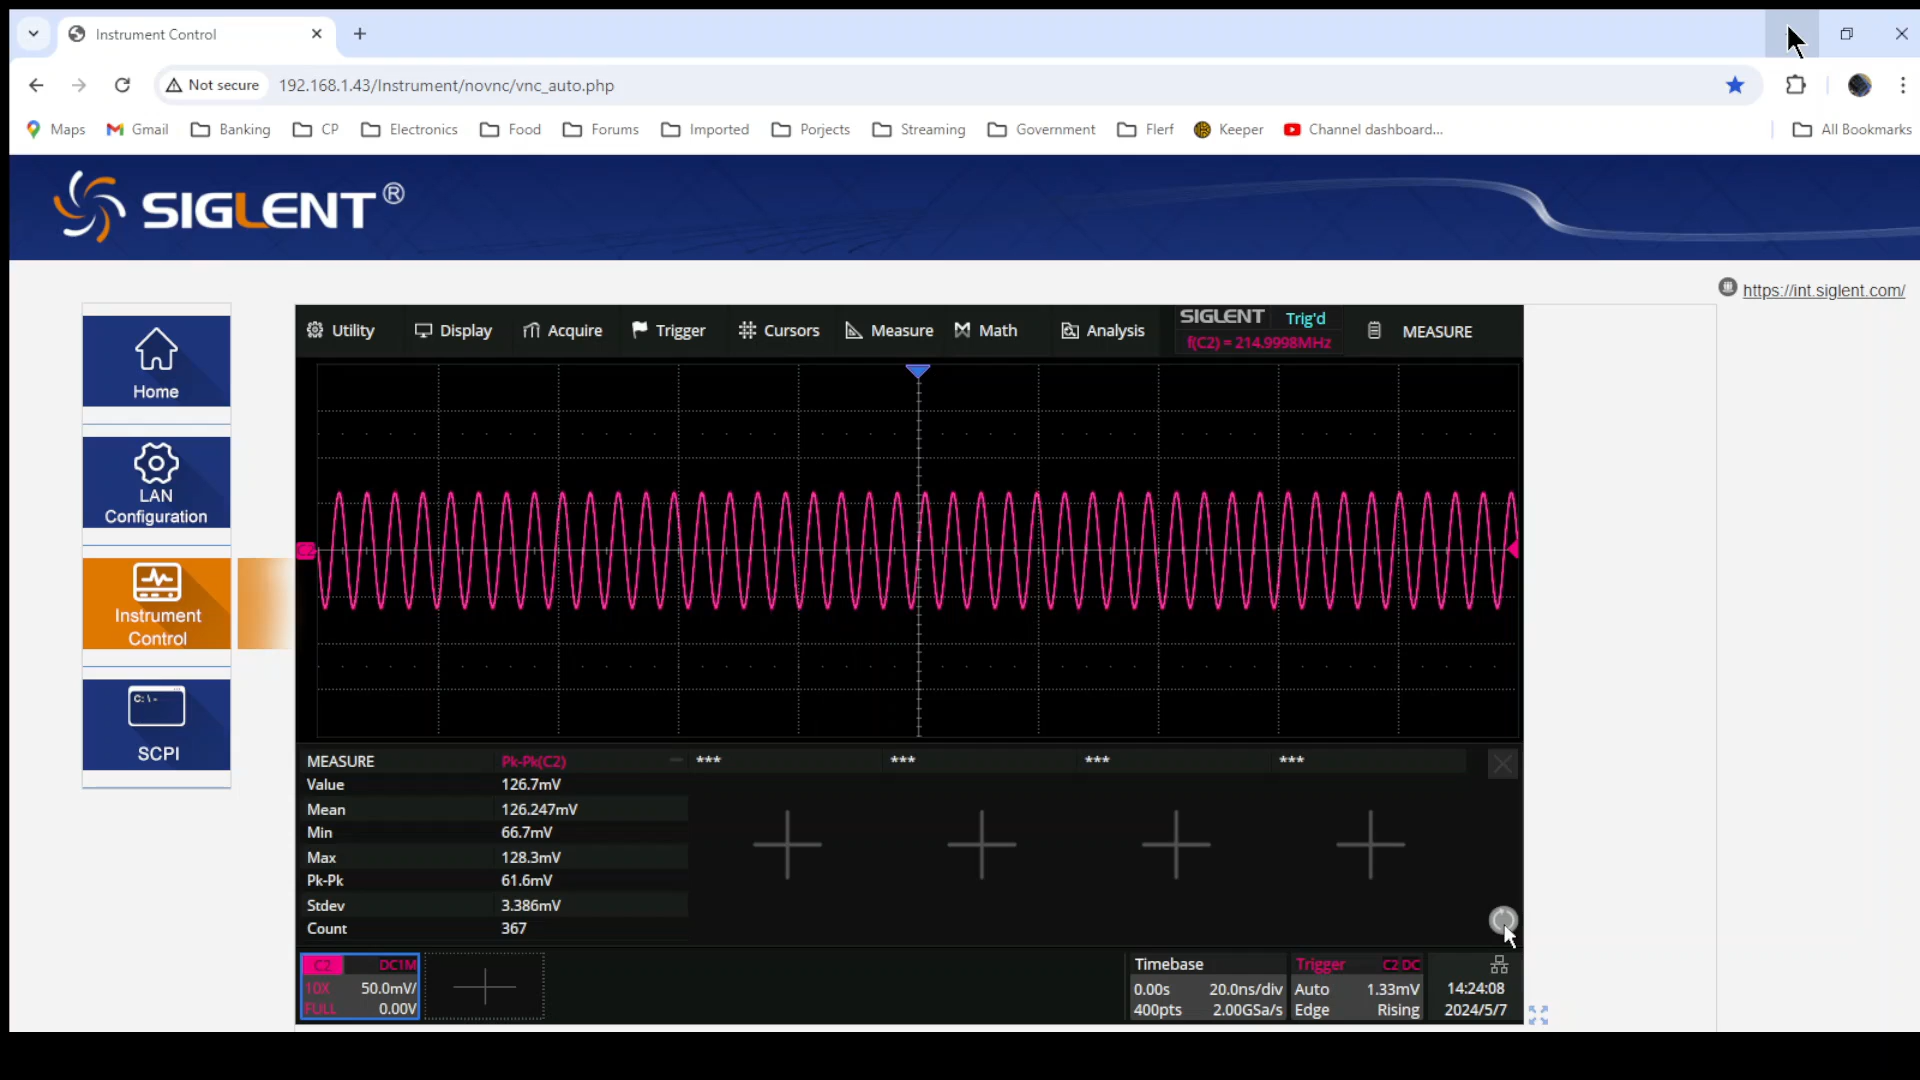 Instrument Control
Not secure 192.168.1.43/Instrument/novnc/vnc_auto.php
Maps Gmail Banking CP Electronics Food Forums Imported Porjects Streaming Government Flerf Keeper Channel dashboard... All Bookmarks
SIGLENT®
https://int.siglent.com/
Home
LAN
Configuration
Instrument
Control
C:\-
SCPI
Utility Display Acquire Trigger Cursors Measure Math Analysis SIGLENT Trig'd MEASURE
f(C2) = 214.9998MHz
C2
MEASURE Pk-Pk(C2) *** *** *** ***
Value 126.7mV
Mean 126.247mV
Min 66.7mV
Max 128.3mV
Pk-Pk 61.6mV
Stdev 3.386mV
Count 367
C2 DC1M
10X 50.0mV/
FULL 0.00V
Timebase
0.00s 20.0ns/div
400pts 2.00GSa/s
Trigger C2 DC
Auto 1.33mV
Edge Rising
14:24:08
2024/5/7